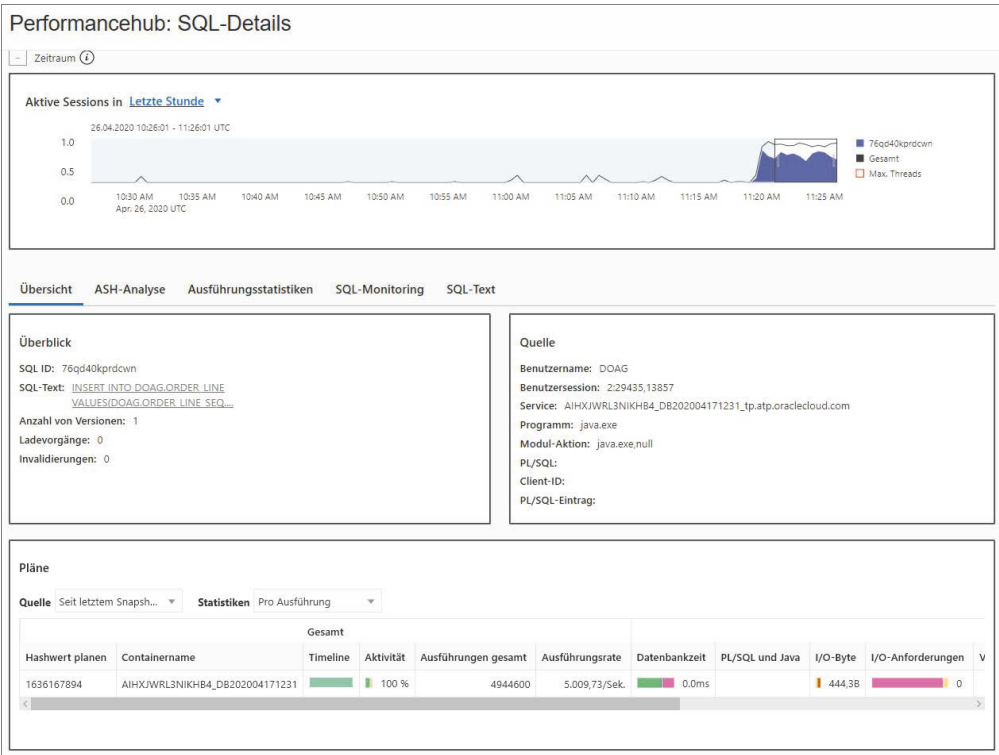 Performancehub: SQL-Details
Zeitraum
Aktive Sessions in Letzte Stunde
26.04.2020 10:26:01 - 11:26:01 UTC
1.0
0.5
0.0
10:30 AM 10:35 AM 10:40 AM 10:45 AM 10:50 AM 10:55 AM 11:00 AM 11:05 AM 11:10 AM 11:15 AM 11:20 AM 11:25 AM
Apr. 26, 2020 UTC
76qd40kprdcwn
Gesamt
Max. Threads
Übersicht ASH-Analyse Ausführungsstatistiken SQL-Monitoring SQL-Text
Überblick
SQL ID: 76qd40kprdcwn
SQL-Text: INSERT INTO DOAG.ORDER_LINE
VALUES(DOAG.ORDER_LINE_SEQ....
Anzahl von Versionen: 1
Ladevorgänge: 0
Invalidierungen: 0
Quelle
Benutzername: DOAG
Benutzersession: 2:29435,13857
Service: AIHXJWRL3NIKHB4_DB202004171231_tp.atp.oraclecloud.com
Programm: java.exe
Modul-Aktion: java.exe,null
PL/SQL:
Client-ID:
PL/SQL-Eintrag:
Pläne
Quelle Seit letztem Snapsh... Statistiken Pro Ausführung
Gesamt
Hashwert planen Containername Timeline Aktivität Ausführungen gesamt Ausführungsrate Datenbankzeit PL/SQL und Java I/O-Byte I/O-Anforderungen V
1636167894 AIHXJWRL3NIKHB4_DB202004171231 100 % 4944600 5.009,73/Sek. 0.0ms 444,3B 0